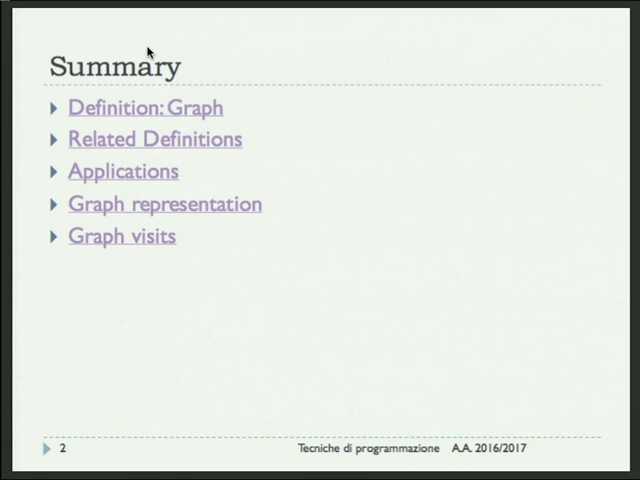 Summary
Definition: Graph
Related Definitions
Applications
Graph representation
Graph visits
2
Tecniche di programmazione A.A. 2016/2017